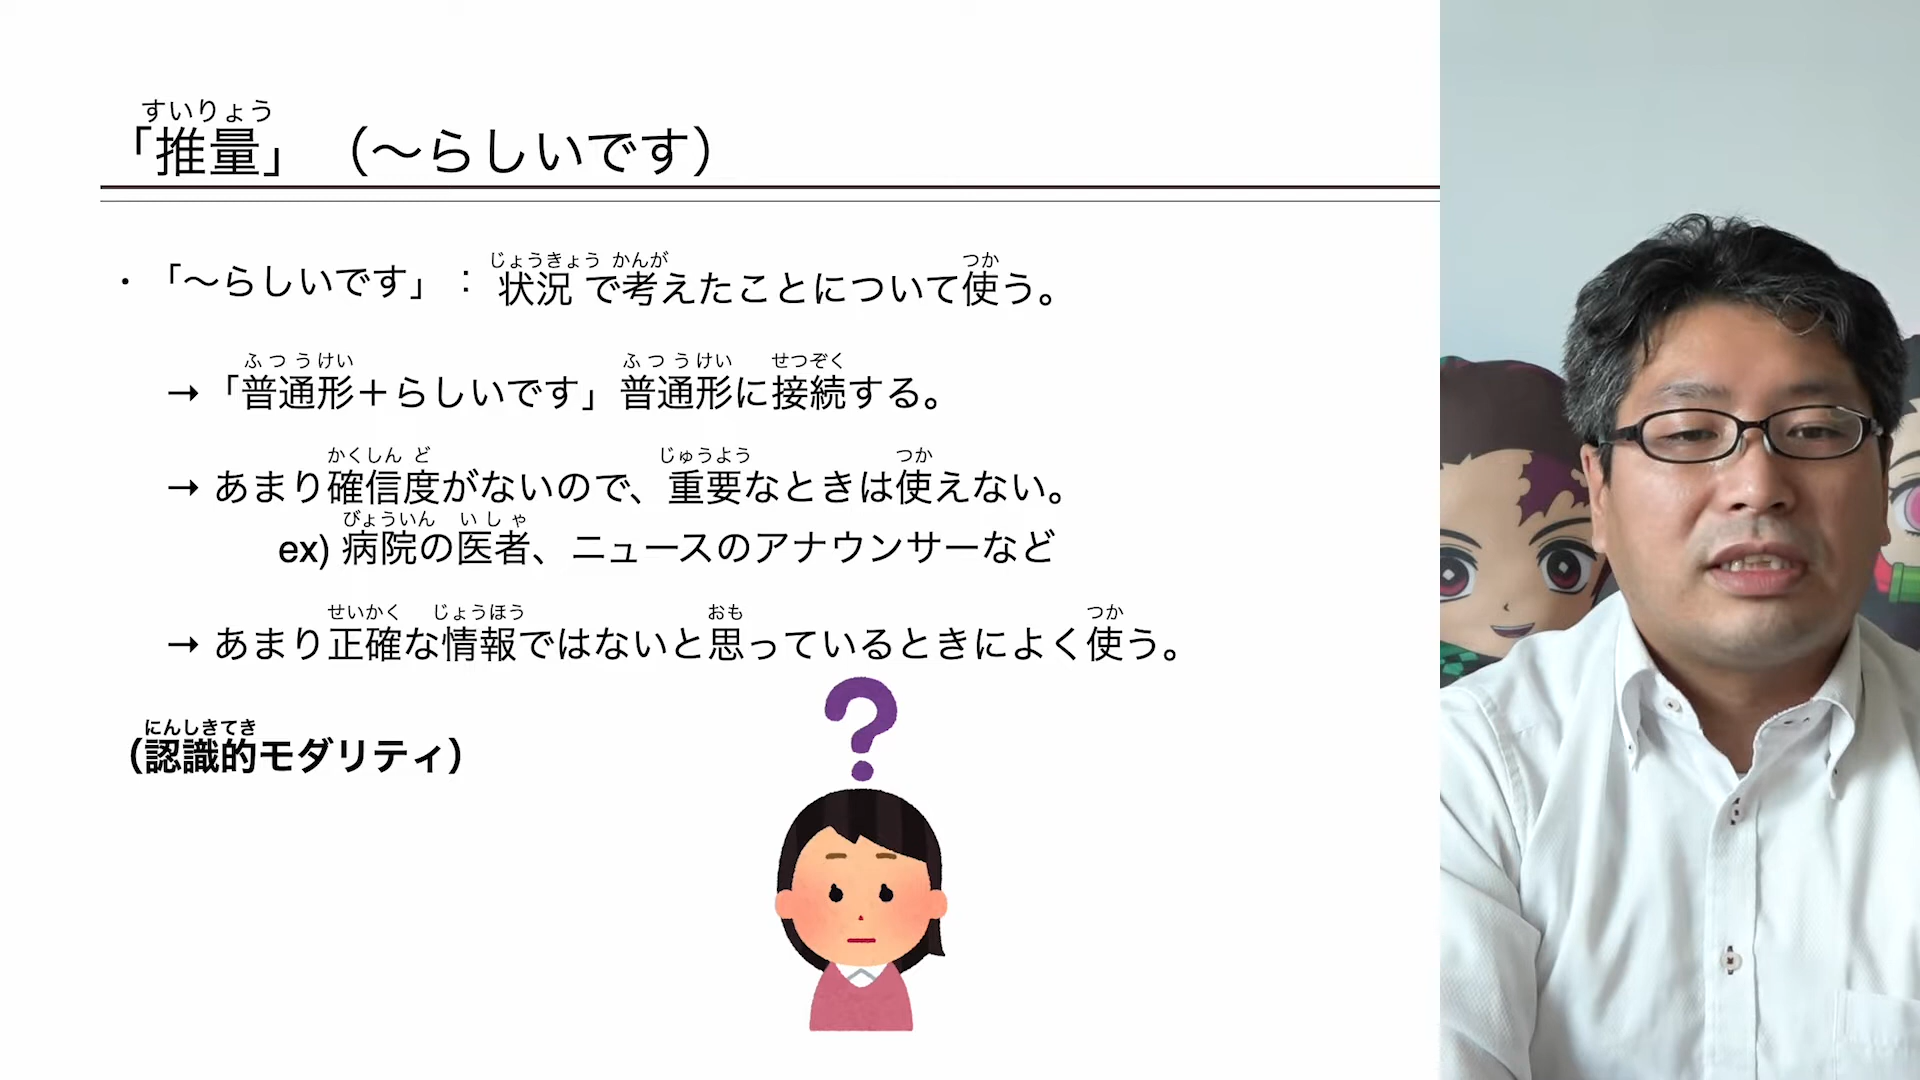 すいりょう
「推量」（～らしいです）
じょうきょう かんが つか
・「～らしいです」：状況で考えたことについて使う。
ふつうけい ふつうけい せつぞく
→「普通形＋らしいです」普通形に接続する。
かくしんど じゅうよう つか
→ あまり確信度がないので、重要なときは使えない。
びょういん いしゃ
ex) 病院の医者、ニュースのアナウンサーなど
せいかく じょうほう おも つか
→ あまり正確な情報ではないと思っているときによく使う。
にんしきてき
（認識的モダリティ）
?